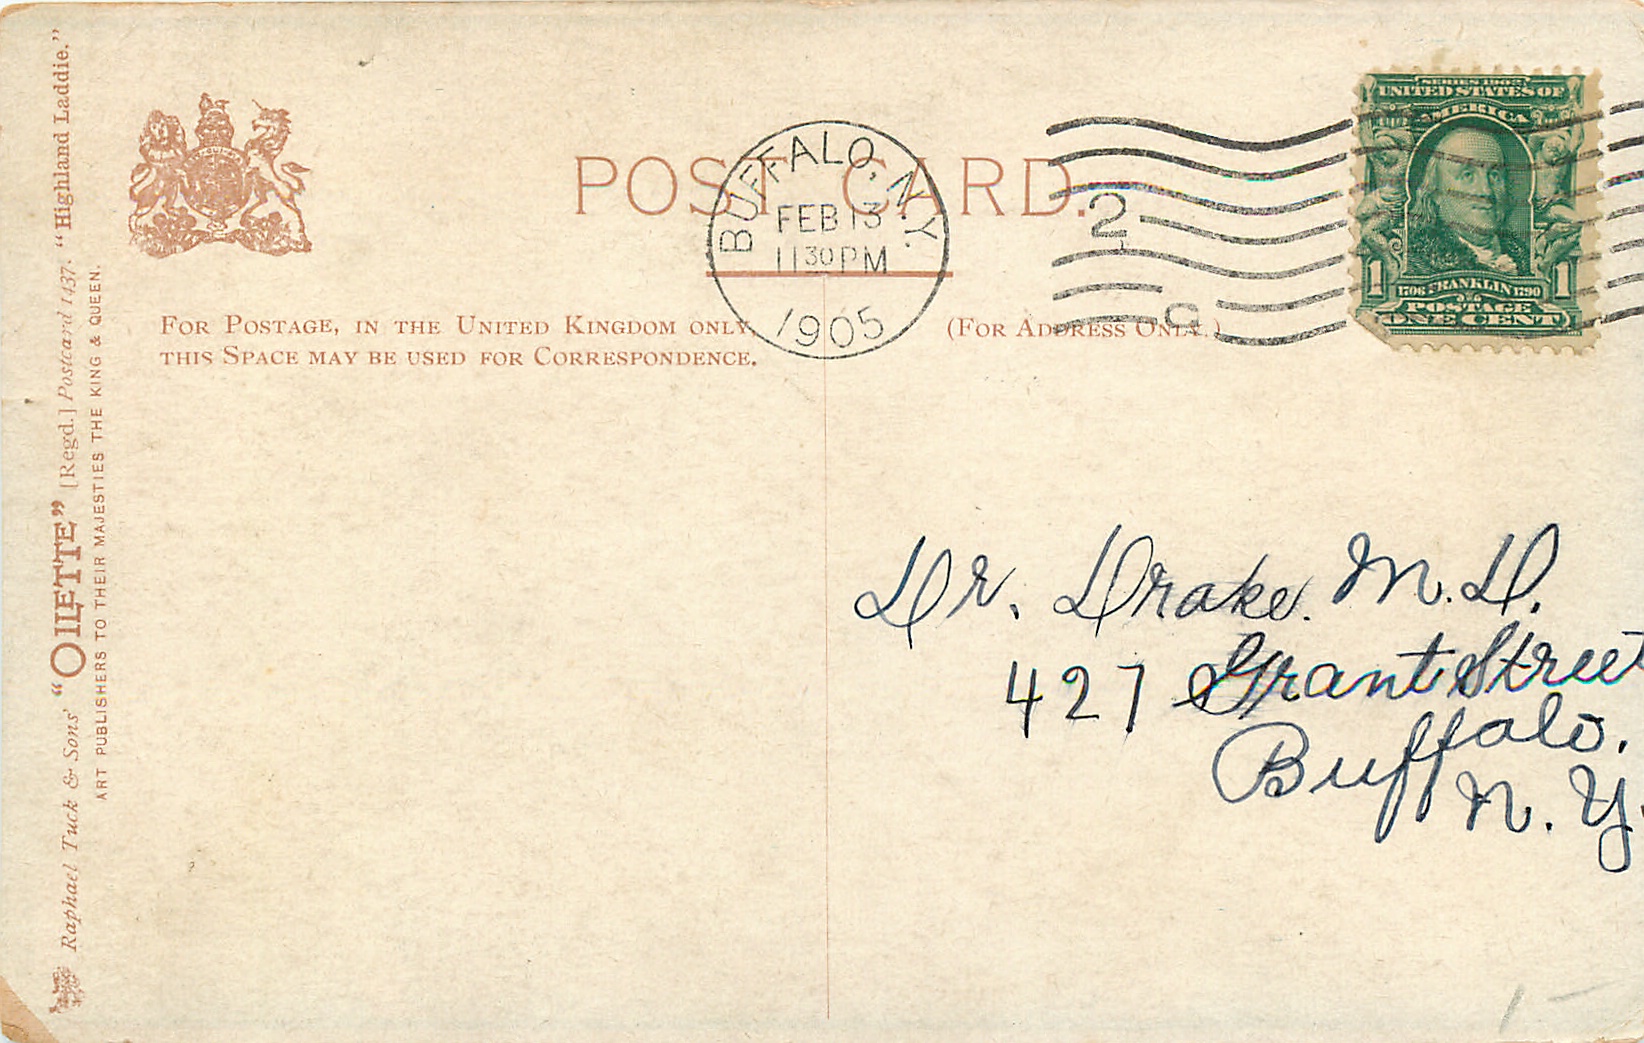 Raphael Tuck & Sons' "OILETTE" [Regd.] Postcard 1437. "Highland Laddie."
ART PUBLISHERS TO THEIR MAJESTIES THE KING & QUEEN.
POST CARD.
BUFFALO, N.Y.
FEB 13
11 30 PM
1905
2
SERIES 1902
UNITED STATES OF
AMERICA
1 1
1706 FRANKLIN 1790
POSTAGE
ONE CENT
FOR POSTAGE, IN THE UNITED KINGDOM ONLY,
THIS SPACE MAY BE USED FOR CORRESPONDENCE.
(FOR ADDRESS ONLY.)
Dr. Drake. M.D.
427 Grant Street
Buffalo.
N. Y.
1-